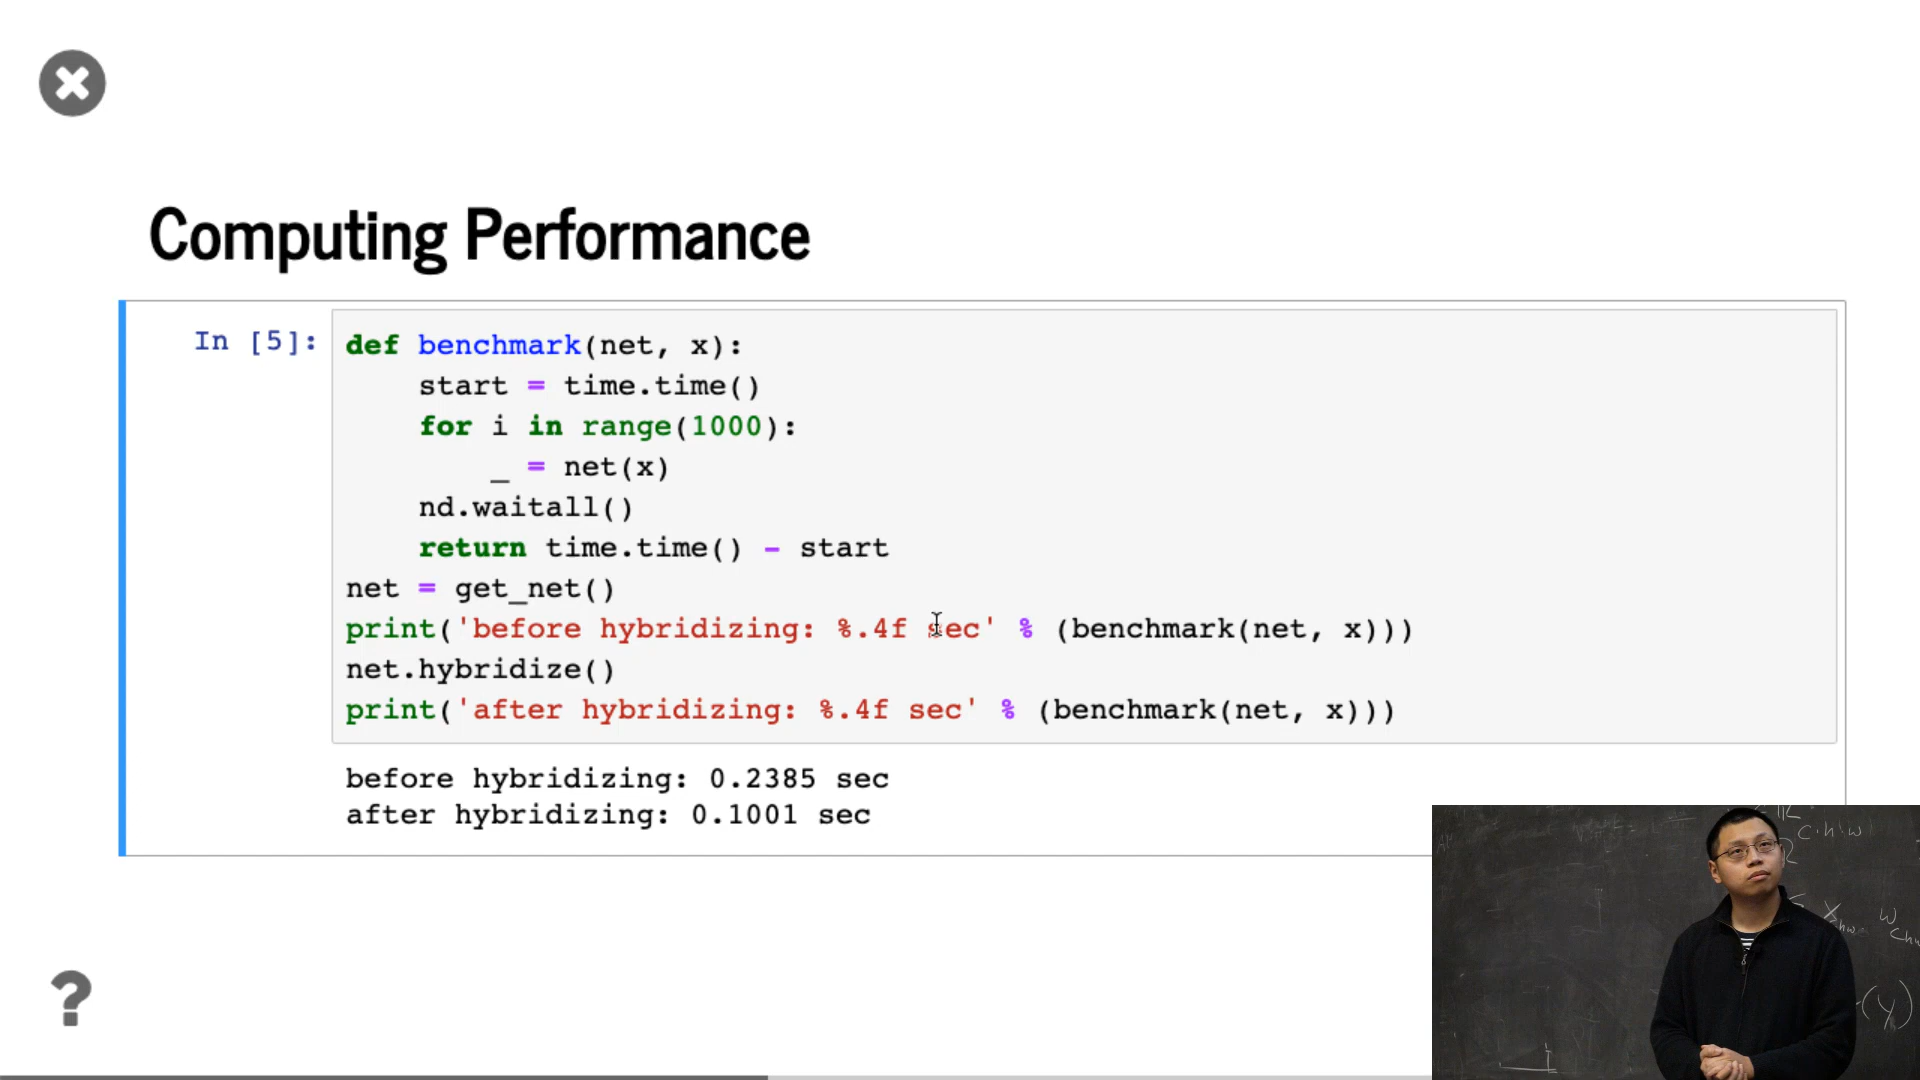 Computing Performance
In [5]:
def benchmark(net, x):
    start = time.time()
    for i in range(1000):
        _ = net(x)
    nd.waitall()
    return time.time() - start
net = get_net()
print('before hybridizing: %.4f sec' % (benchmark(net, x)))
net.hybridize()
print('after hybridizing: %.4f sec' % (benchmark(net, x)))
before hybridizing: 0.2385 sec
after hybridizing: 0.1001 sec
?
(y)